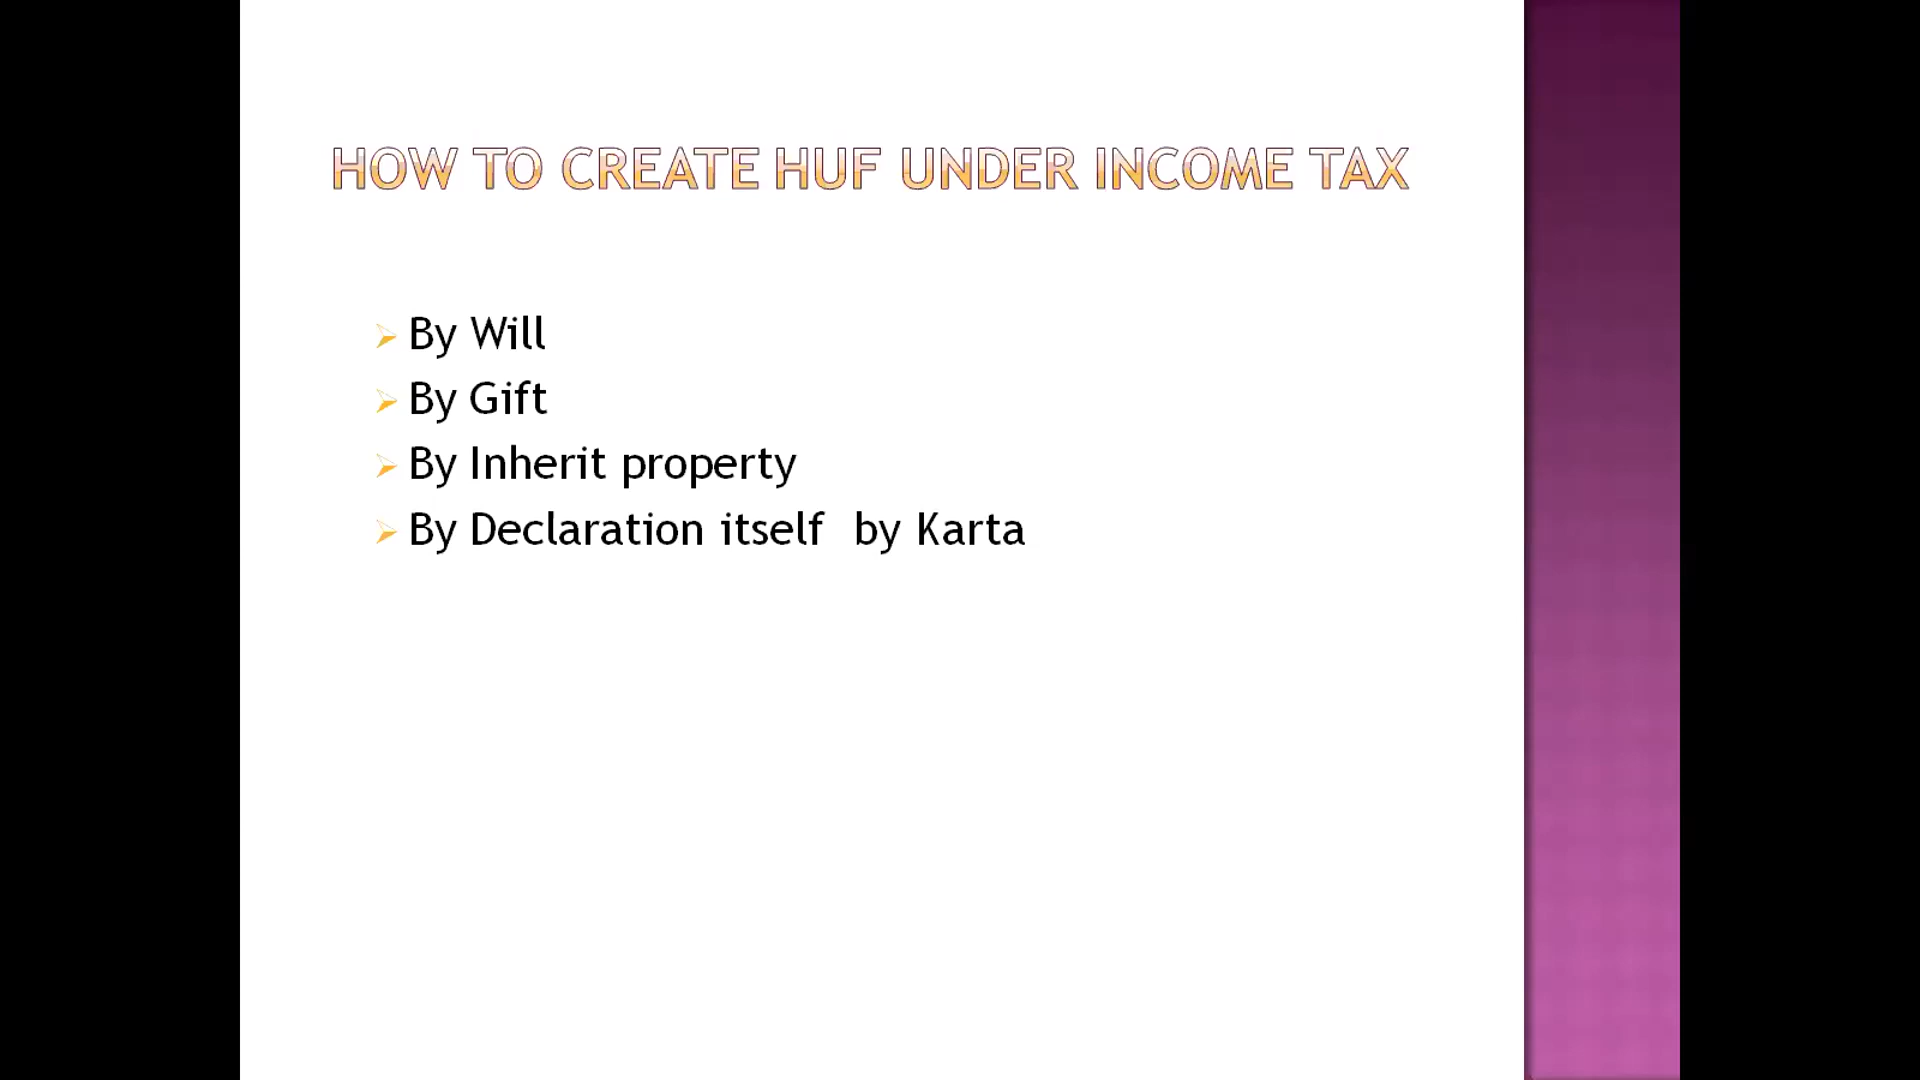 HOW TO CREATE HUF UNDER INCOME TAX
By Will
By Gift
By Inherit property
By Declaration itself by Karta